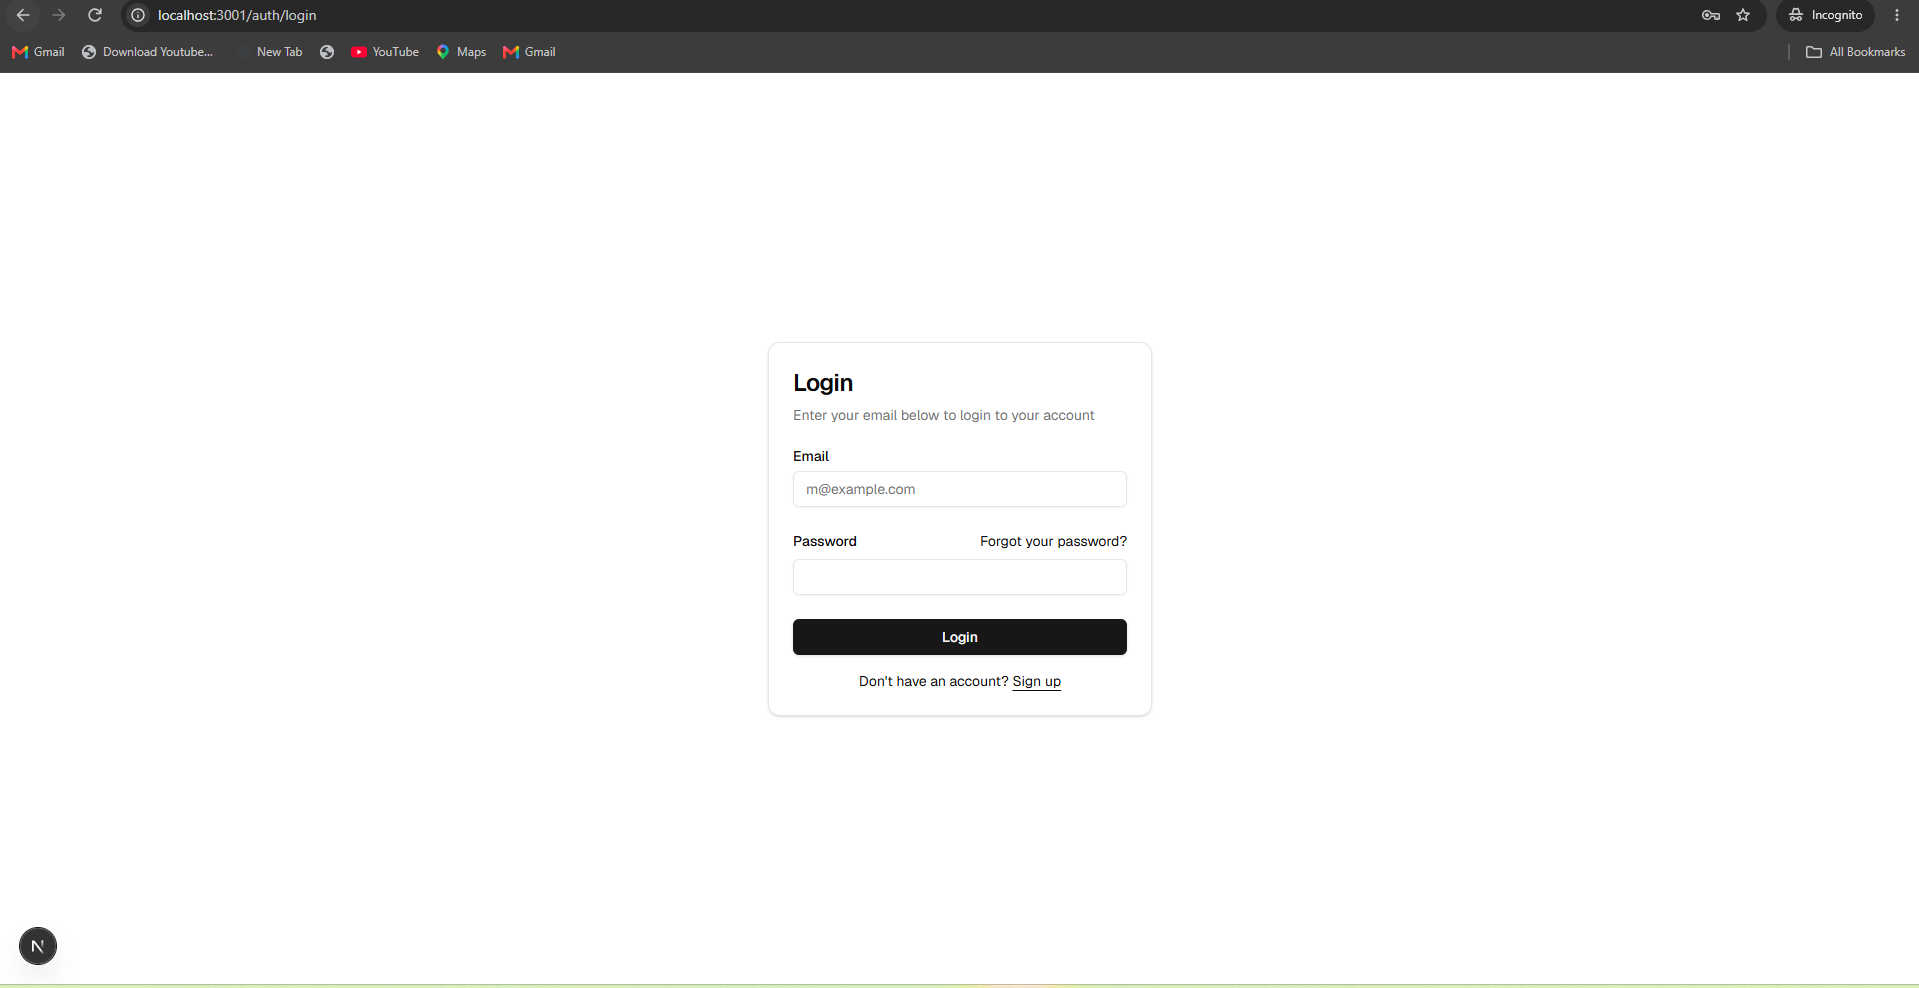 localhost:3001/auth/login
Incognito
Gmail
Download Youtube...
New Tab
YouTube
Maps
Gmail
All Bookmarks
Login
Enter your email below to login to your account
Email
m@example.com
Password
Forgot your password?
Login
Don't have an account? Sign up
N